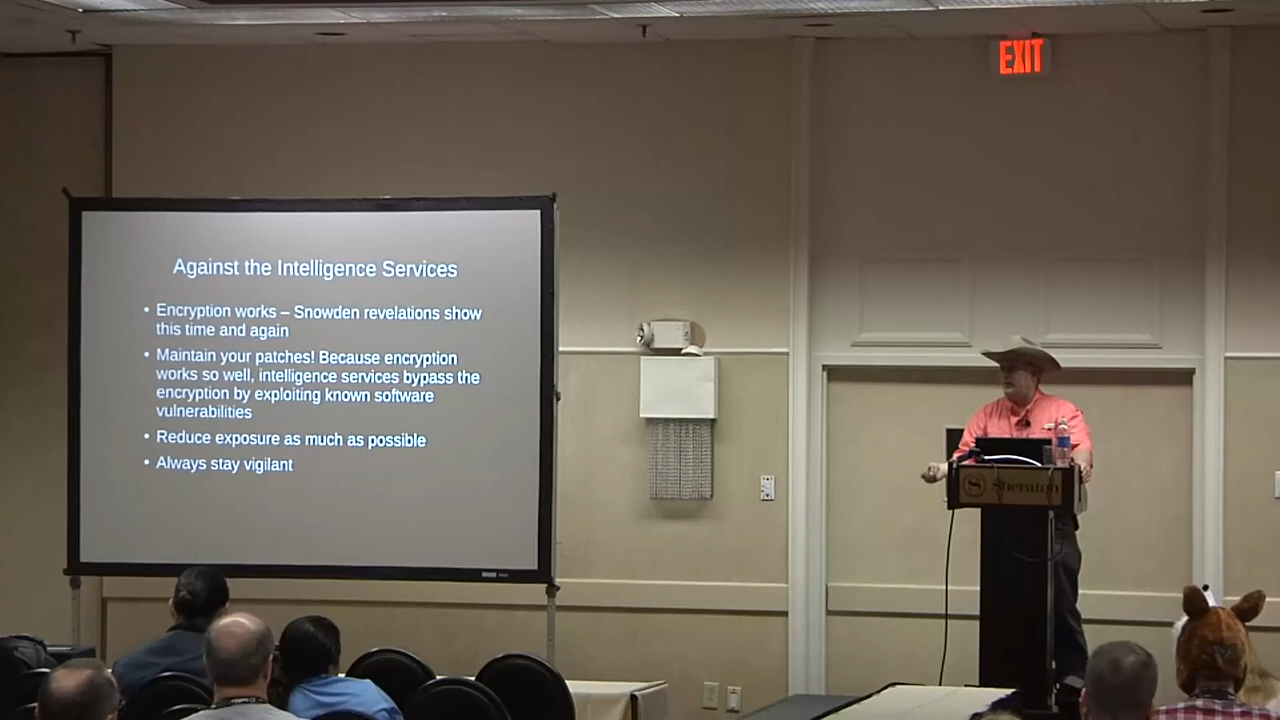 EXIT
Against the Intelligence Services
• Encryption works – Snowden revelations show
this time and again
• Maintain your patches! Because encryption
works so well, intelligence services bypass the
encryption by exploiting known software
vulnerabilities
• Reduce exposure as much as possible
• Always stay vigilant
S Sheraton